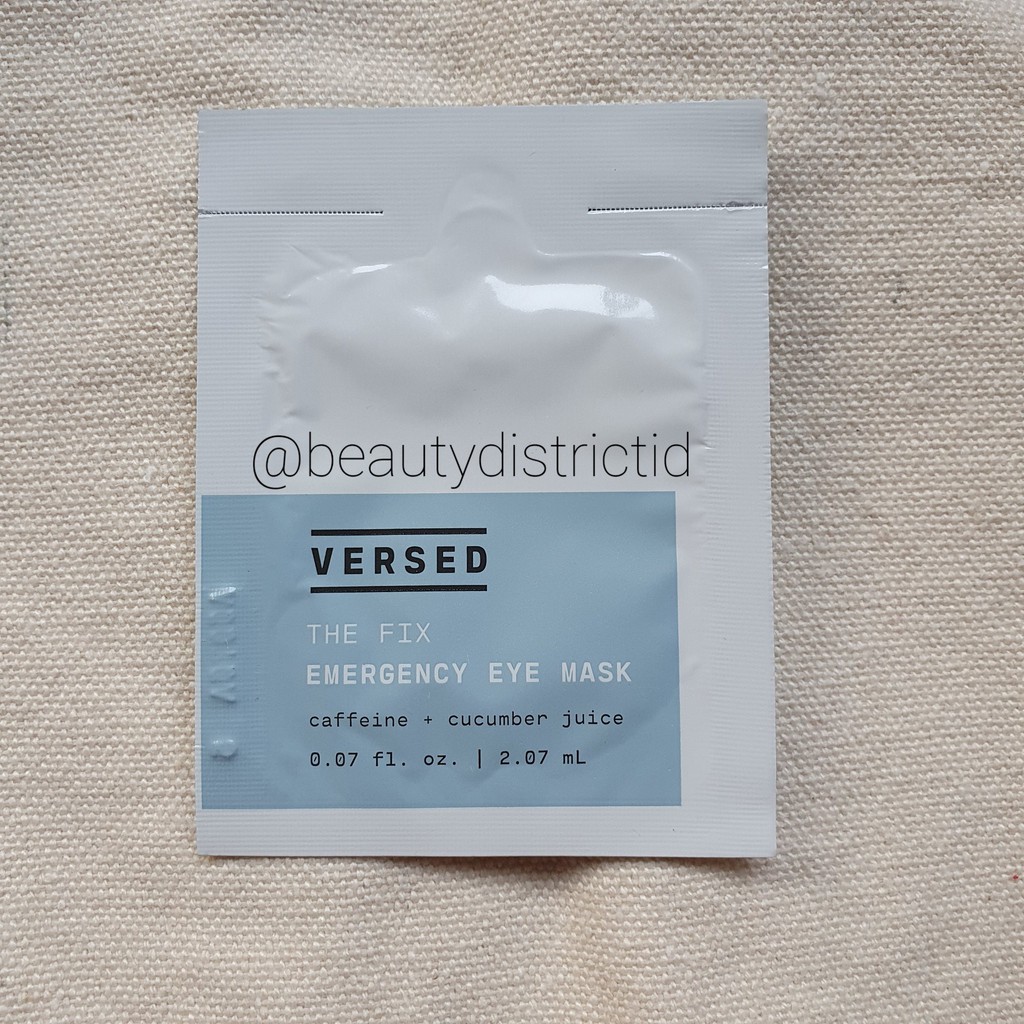 @beautydistrictid
VERSED
THE FIX
EMERGENCY EYE MASK
caffeine + cucumber juice
0.07 fl. oz. | 2.07 mL